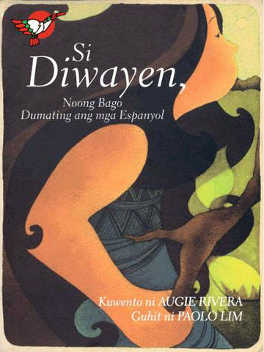 Si
Diwayen,
Noong Bago
Dumating ang mga Espanyol
Kuwento ni AUGIE RIVERA
Guhit ni PAOLO LIM